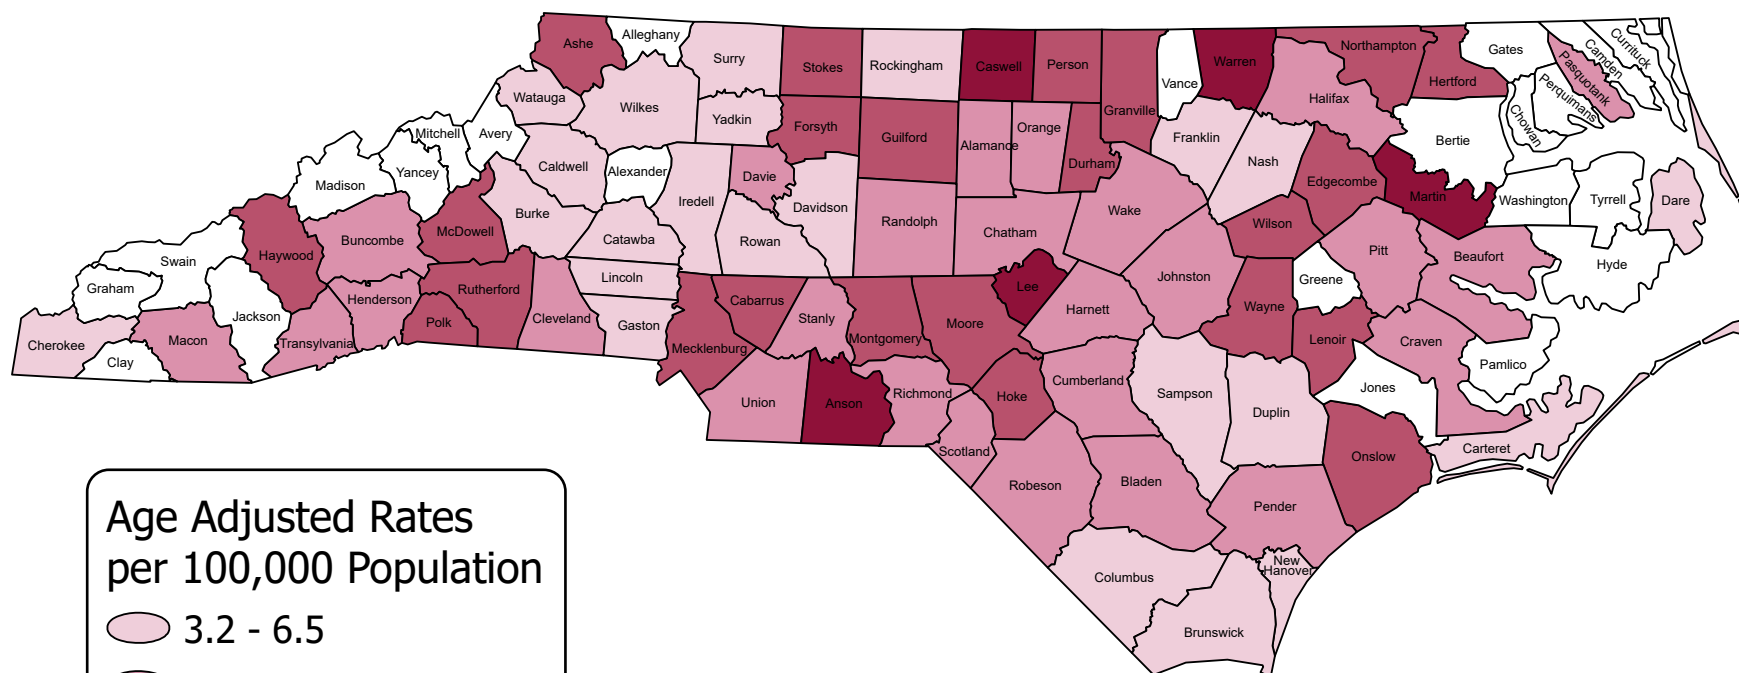 Ashe
Alleghany
Surry
Stokes
Rockingham
Caswell
Person
Granville
Vance
Warren
Northampton
Hertford
Gates
Pasquotank
Camden
Currituck
Perquimans
Chowan
Watauga
Wilkes
Yadkin
Forsyth
Guilford
Alamance
Orange
Durham
Franklin
Nash
Halifax
Bertie
Mitchell
Avery
Yancey
Madison
Caldwell
Alexander
Iredell
Davie
Davidson
Randolph
Chatham
Wake
Wilson
Edgecombe
Martin
Washington
Tyrrell
Dare
Swain
Haywood
Buncombe
McDowell
Burke
Catawba
Rowan
Lincoln
Graham
Jackson
Henderson
Rutherford
Cleveland
Gaston
Cabarrus
Stanly
Montgomery
Moore
Lee
Harnett
Johnston
Wayne
Greene
Pitt
Beaufort
Hyde
Cherokee
Clay
Macon
Transylvania
Polk
Mecklenburg
Union
Anson
Richmond
Scotland
Hoke
Cumberland
Sampson
Duplin
Lenoir
Craven
Jones
Pamlico
Carteret
Onslow
Robeson
Bladen
Pender
Columbus
New
Hanover
Brunswick
Age Adjusted Rates
per 100,000 Population
3.2 - 6.5